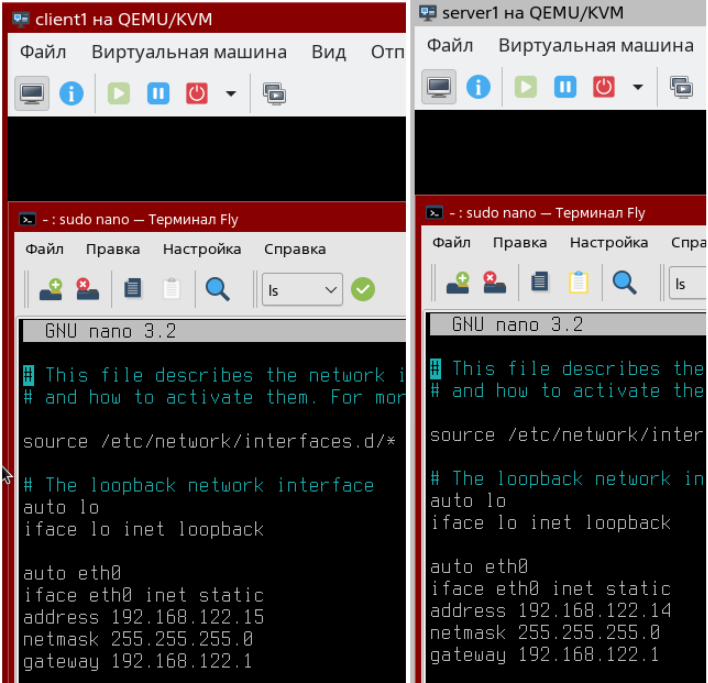 client1 на QEMU/KVM
Файл Виртуальная машина Вид Отп
- : sudo nano — Терминал Fly
Файл Правка Настройка Справка
ls
GNU nano 3.2
# This file describes the network i
# and how to activate them. For mor
source /etc/network/interfaces.d/*
# The loopback network interface
auto lo
iface lo inet loopback
auto eth0
iface eth0 inet static
address 192.168.122.15
netmask 255.255.255.0
gateway 192.168.122.1
server1 на QEMU/KVM
Файл Виртуальная машина
- : sudo nano — Терминал Fly
Файл Правка Настройка Спра
ls
GNU nano 3.2
# This file describes the
# and how to activate the
source /etc/network/inter
# The loopback network in
auto lo
iface lo inet loopback
auto eth0
iface eth0 inet static
address 192.168.122.14
netmask 255.255.255.0
gateway 192.168.122.1